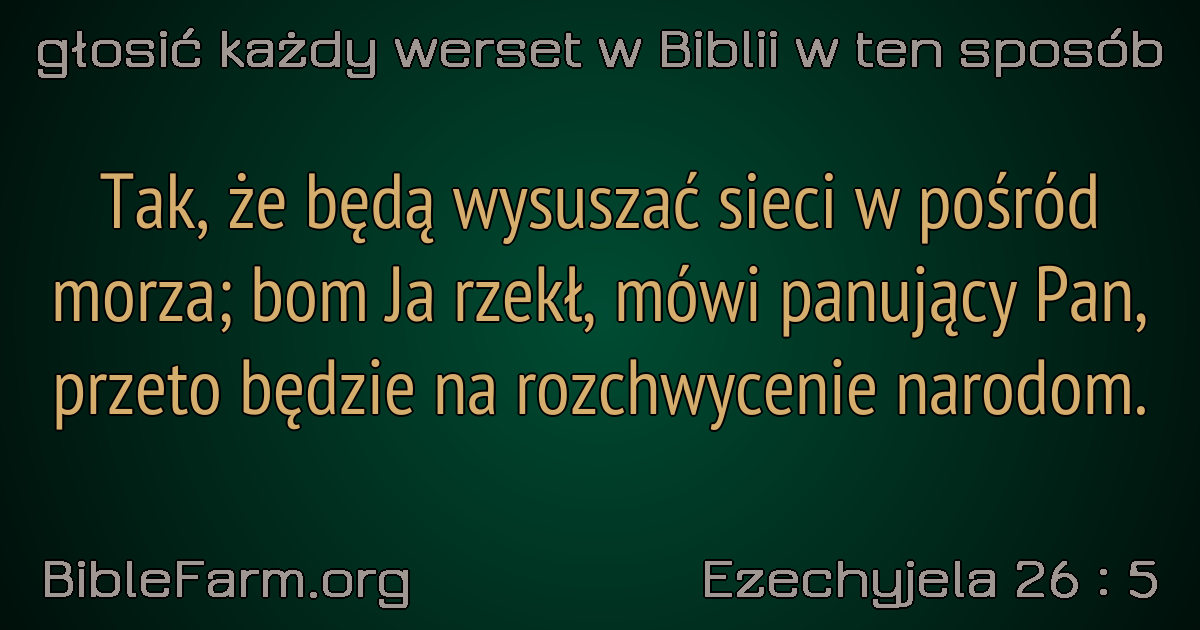 głosić każdy werset w Biblii w ten sposób
Tak, że będą wysuszać sieci w pośród
morza; bom Ja rzekł, mówi panujący Pan,
przeto będzie na rozchwycenie narodom.
BibleFarm.org
Ezechyjela 26 : 5